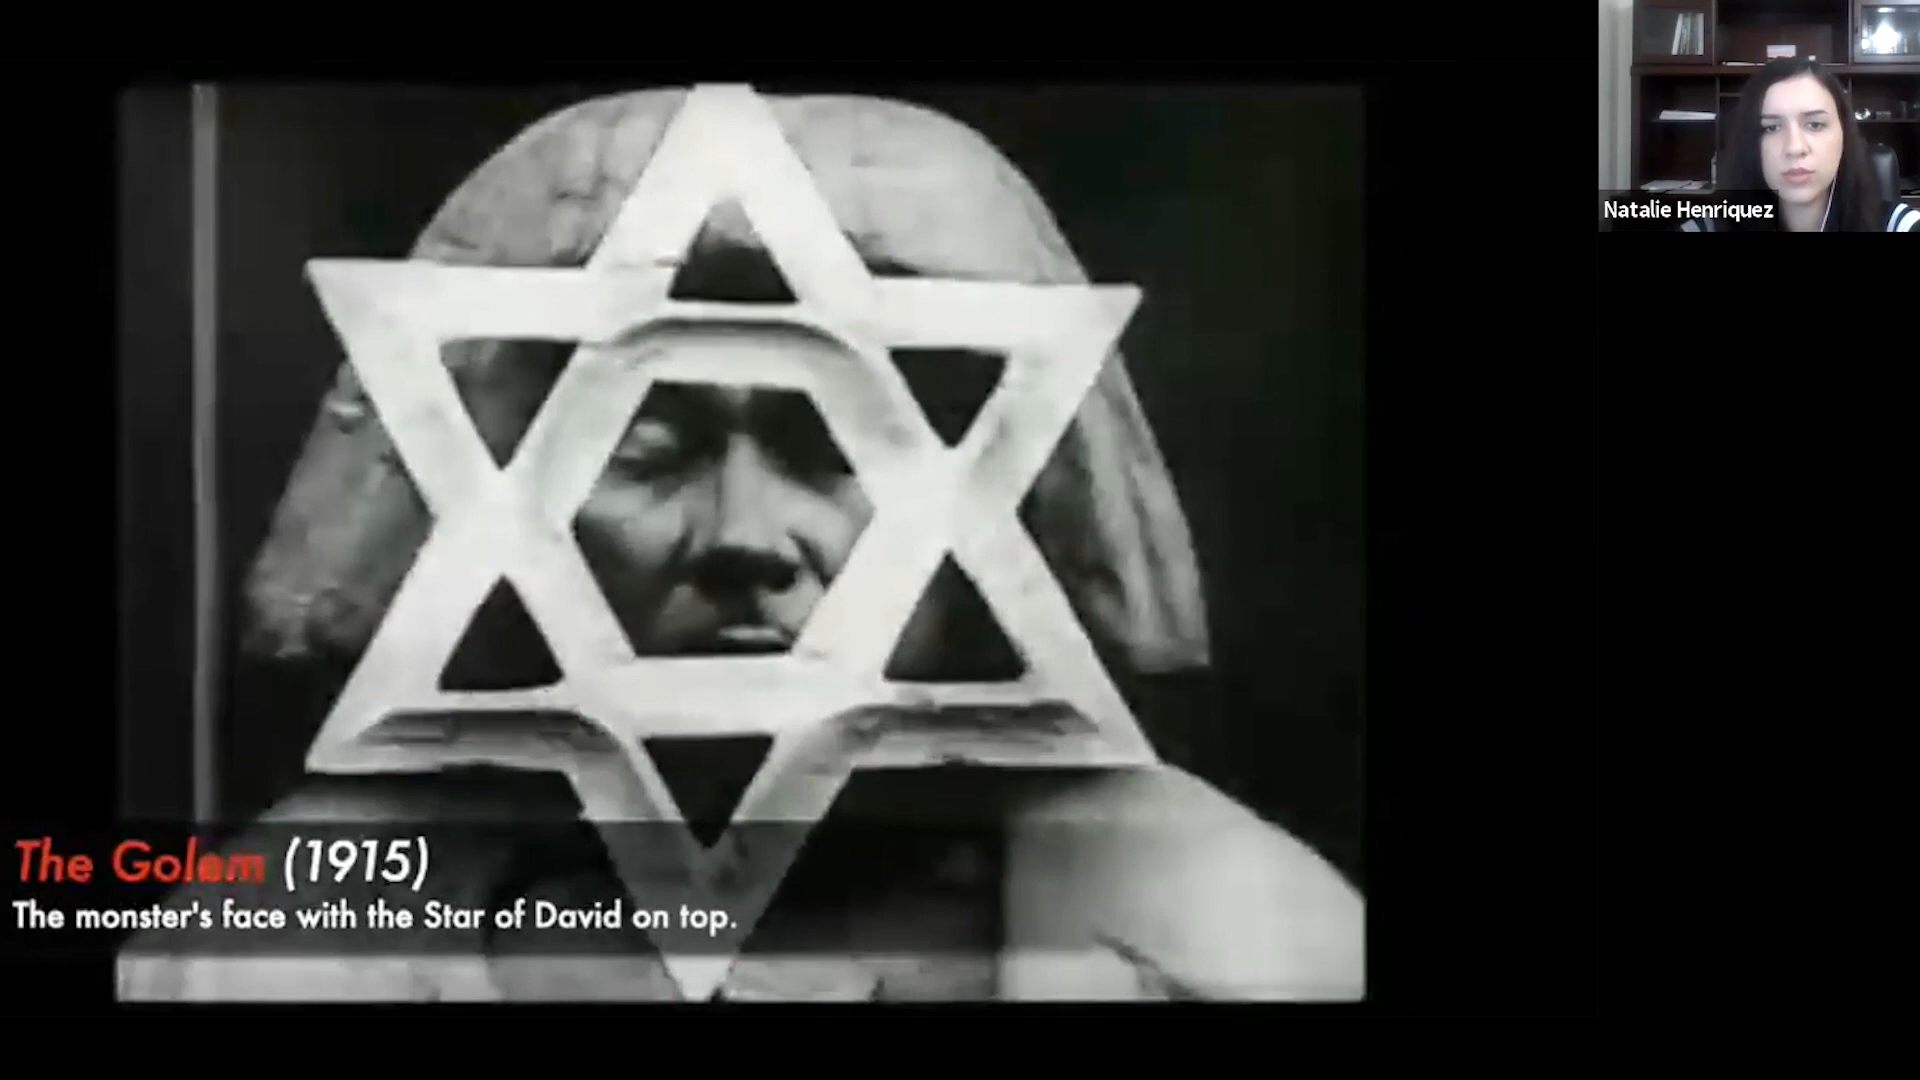 Natalie Henriquez
The Golem (1915)
The monster's face with the Star of David on top.